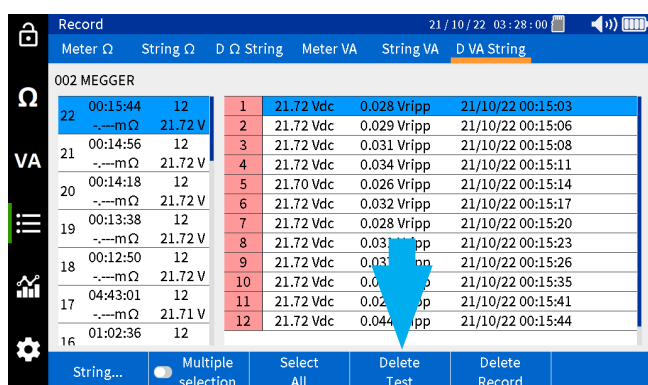 Record 21/10/22 03:28:00
Meter Ω String Ω D Ω String Meter VA String VA D VA String
002 MEGGER
Ω
VA
22 00:15:44 12
-.---mΩ 21.72 V
21 00:14:56 12
-.---mΩ 21.72 V
20 00:14:18 12
-.---mΩ 21.72 V
19 00:13:38 12
-.---mΩ 21.72 V
18 00:12:50 12
-.---mΩ 21.72 V
17 04:43:01 12
-.---mΩ 21.71 V
16 01:02:36 12
1 21.72 Vdc 0.028 Vripp 21/10/22 00:15:03
2 21.72 Vdc 0.029 Vripp 21/10/22 00:15:06
3 21.72 Vdc 0.031 Vripp 21/10/22 00:15:08
4 21.72 Vdc 0.034 Vripp 21/10/22 00:15:11
5 21.70 Vdc 0.026 Vripp 21/10/22 00:15:14
6 21.72 Vdc 0.032 Vripp 21/10/22 00:15:17
7 21.72 Vdc 0.028 Vripp 21/10/22 00:15:20
8 21.72 Vdc 21/10/22 00:15:23
9 21.72 Vdc 21/10/22 00:15:26
10 21.72 Vdc 21/10/22 00:15:35
11 21.72 Vdc 21/10/22 00:15:41
12 21.72 Vdc 0.044 21/10/22 00:15:44
String... Multiple selection Select All Delete Test Delete Record